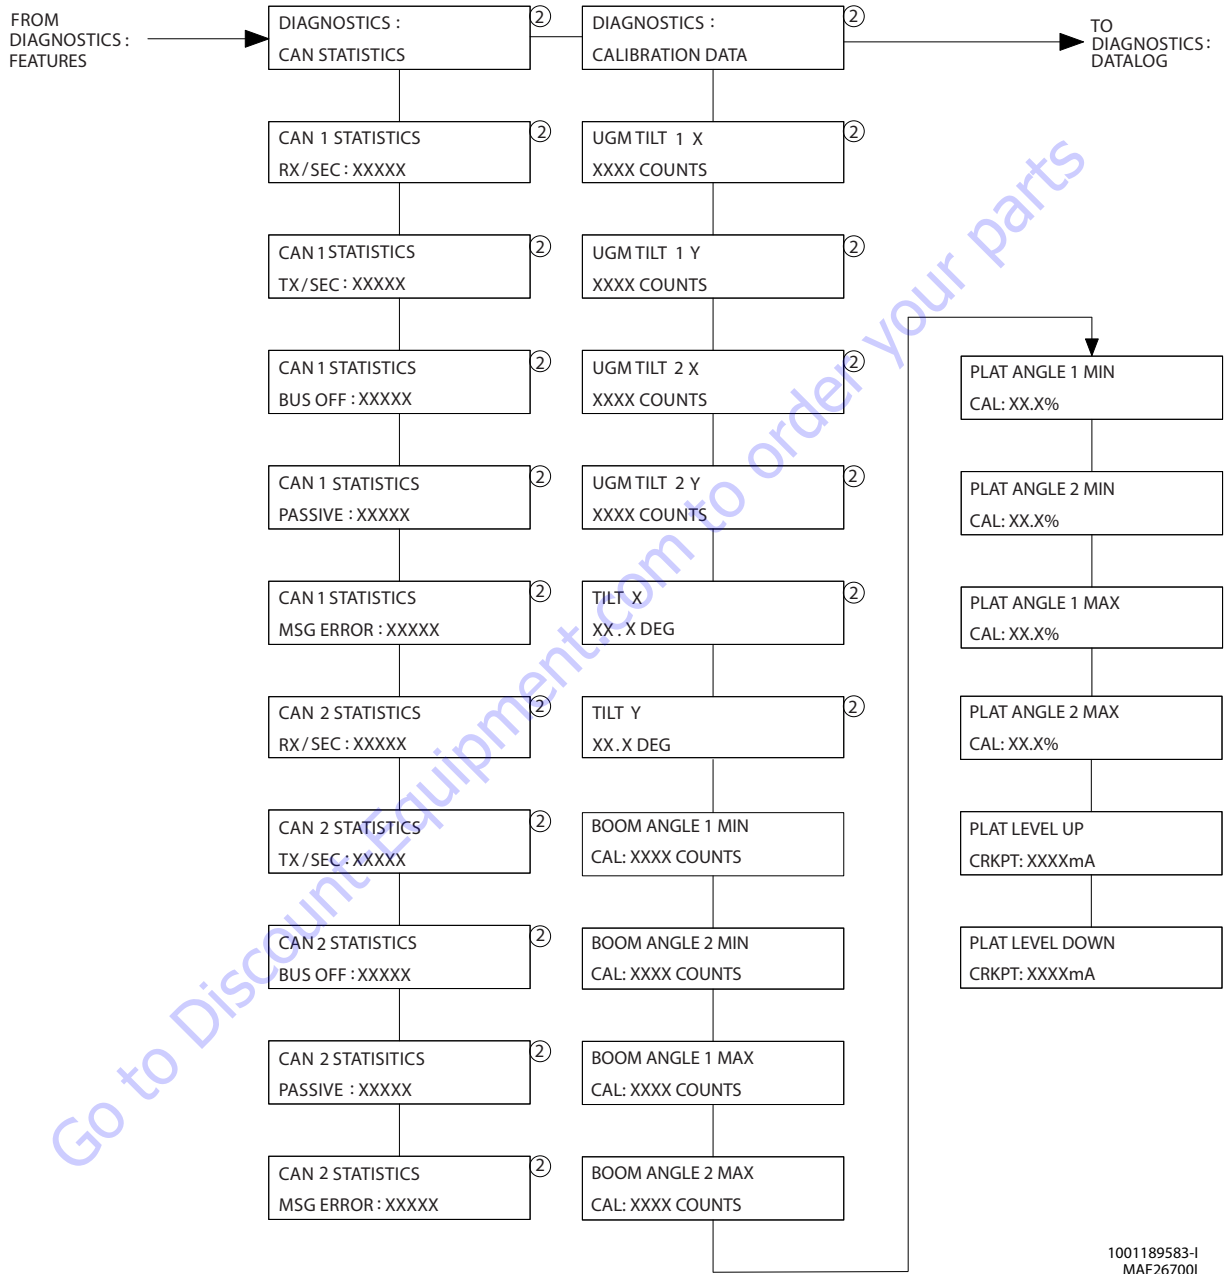 FROM
DIAGNOSTICS :
FEATURES
DIAGNOSTICS :
CAN STATISTICS
2
DIAGNOSTICS :
CALIBRATION DATA
2
TO
DIAGNOSTICS :
DATALOG
CAN 1 STATISTICS
RX/SEC : XXXXX
2
CAN 1 STATISTICS
TX/SEC : XXXXX
2
CAN 1 STATISTICS
BUS OFF : XXXXX
2
CAN 1 STATISTICS
PASSIVE : XXXXX
2
CAN 1 STATISTICS
MSG ERROR : XXXXX
2
CAN 2 STATISTICS
RX/SEC : XXXXX
2
CAN 2 STATISTICS
TX/SEC : XXXXX
2
CAN 2 STATISTICS
BUS OFF : XXXXX
2
CAN 2 STATISITICS
PASSIVE : XXXXX
2
CAN 2 STATISTICS
MSG ERROR : XXXXX
2
UGM TILT 1 X
XXXX COUNTS
2
UGM TILT 1 Y
XXXX COUNTS
2
UGM TILT 2 X
XXXX COUNTS
2
UGM TILT 2 Y
XXXX COUNTS
2
TILT X
XX . X DEG
2
TILT Y
XX . X DEG
2
BOOM ANGLE 1 MIN
CAL: XXXX COUNTS
BOOM ANGLE 2 MIN
CAL: XXXX COUNTS
BOOM ANGLE 1 MAX
CAL: XXXX COUNTS
BOOM ANGLE 2 MAX
CAL: XXXX COUNTS
PLAT ANGLE 1 MIN
CAL: XX.X%
PLAT ANGLE 2 MIN
CAL: XX.X%
PLAT ANGLE 1 MAX
CAL: XX.X%
PLAT ANGLE 2 MAX
CAL: XX.X%
PLAT LEVEL UP
CRKPT: XXXXmA
PLAT LEVEL DOWN
CRKPT: XXXXmA
Go to Discount-Equipment.com to order your parts
1001189583-I
MAF26700I